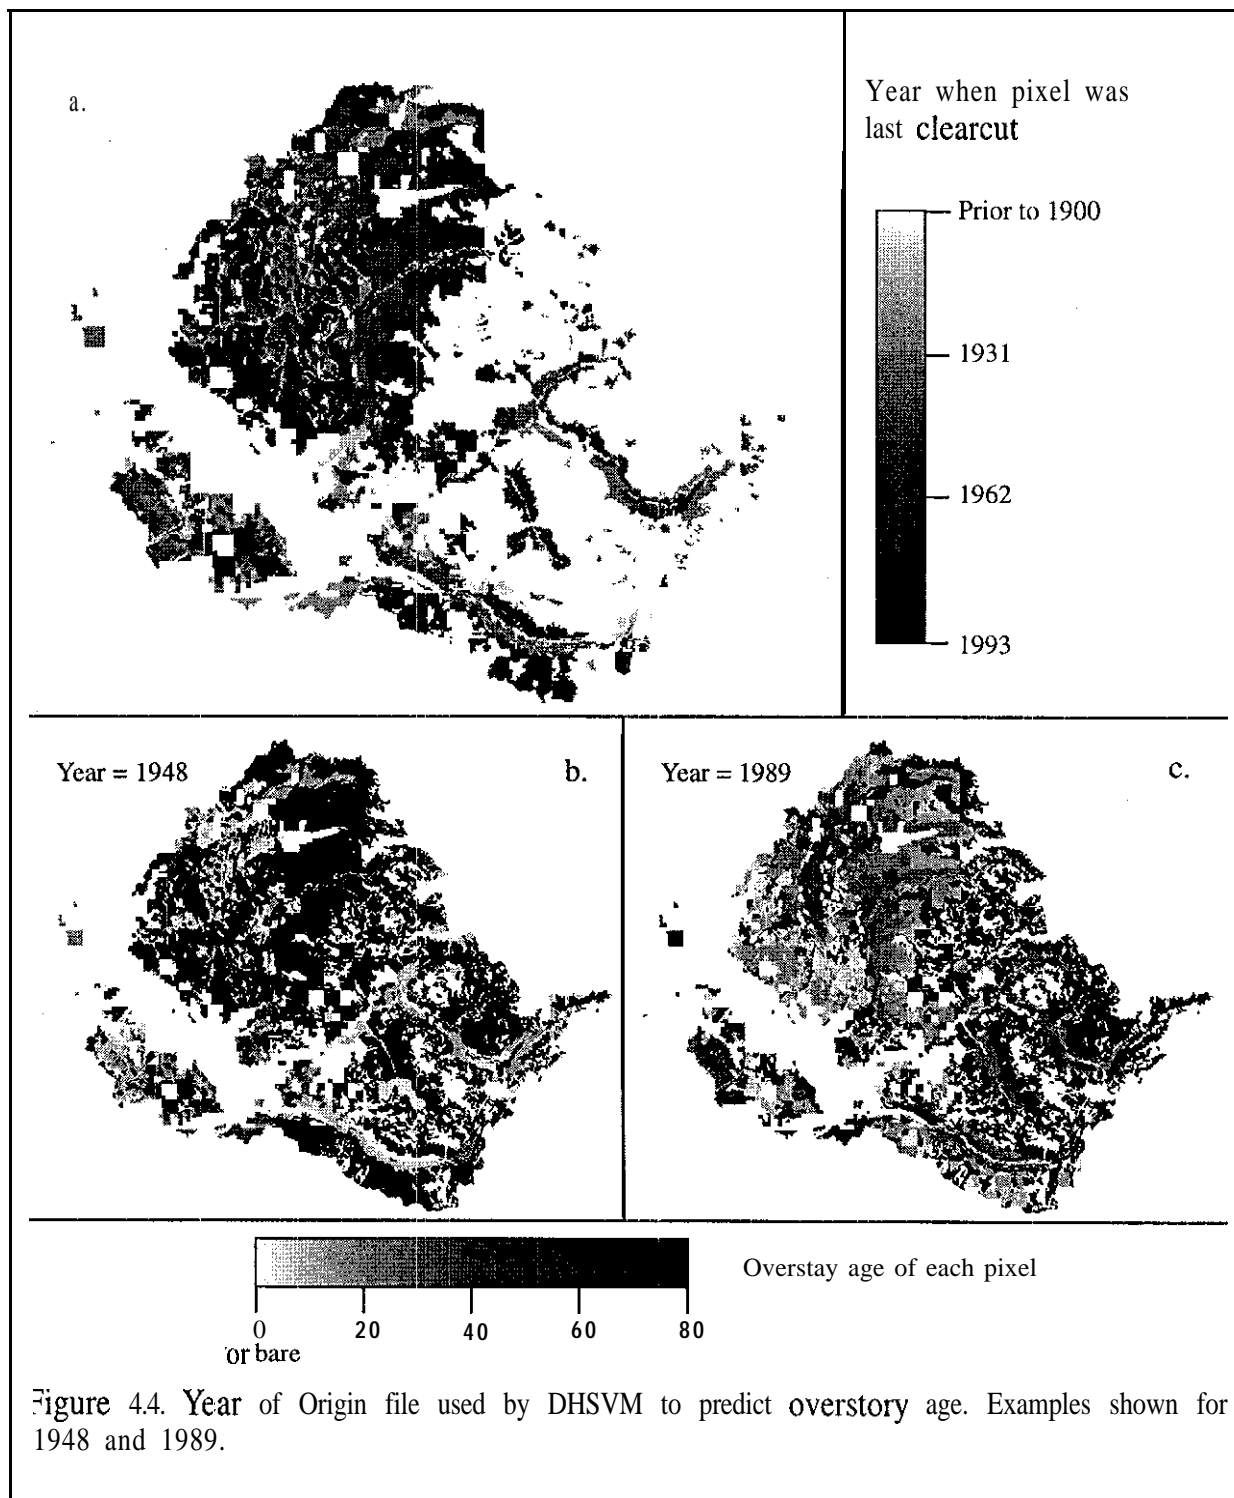 a.
Year when pixel was
last clearcut
Prior to 1900
1931
1962
1993
Year = 1948
b.
Year = 1989
c.
Overstay age of each pixel
0
or bare
20
40
60
80
Figure 4.4. Year of Origin file used by DHSVM to predict overstory age. Examples shown for
1948 and 1989.